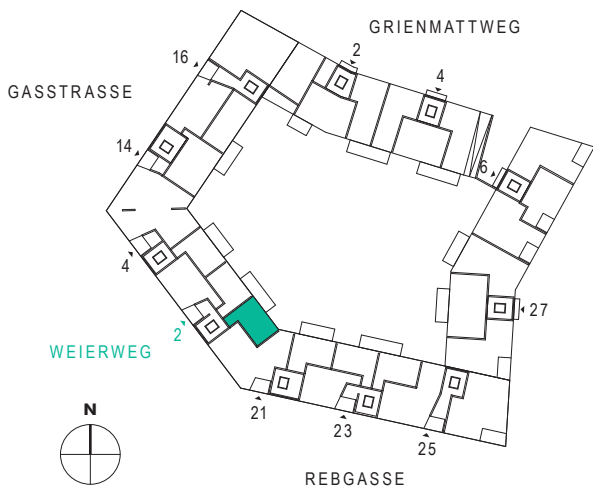 GRIENMATTWEG
2
16
4
GASSTRASSE
14
6
4
27
2
WEIERWEG
21
23
25
N
REBGASSE